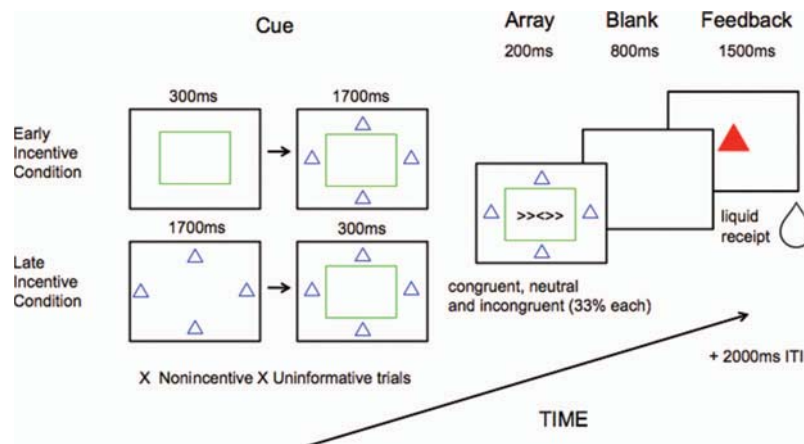 Cue
Array
Blank
Feedback
200ms
800ms
1500ms
300ms
1700ms
Early
Incentive
Condition
1700ms
300ms
Late
Incentive
Condition
>><>>
liquid
receipt
congruent, neutral
and incongruent (33% each)
X Nonincentive X Uninformative trials
+ 2000ms ITI
TIME